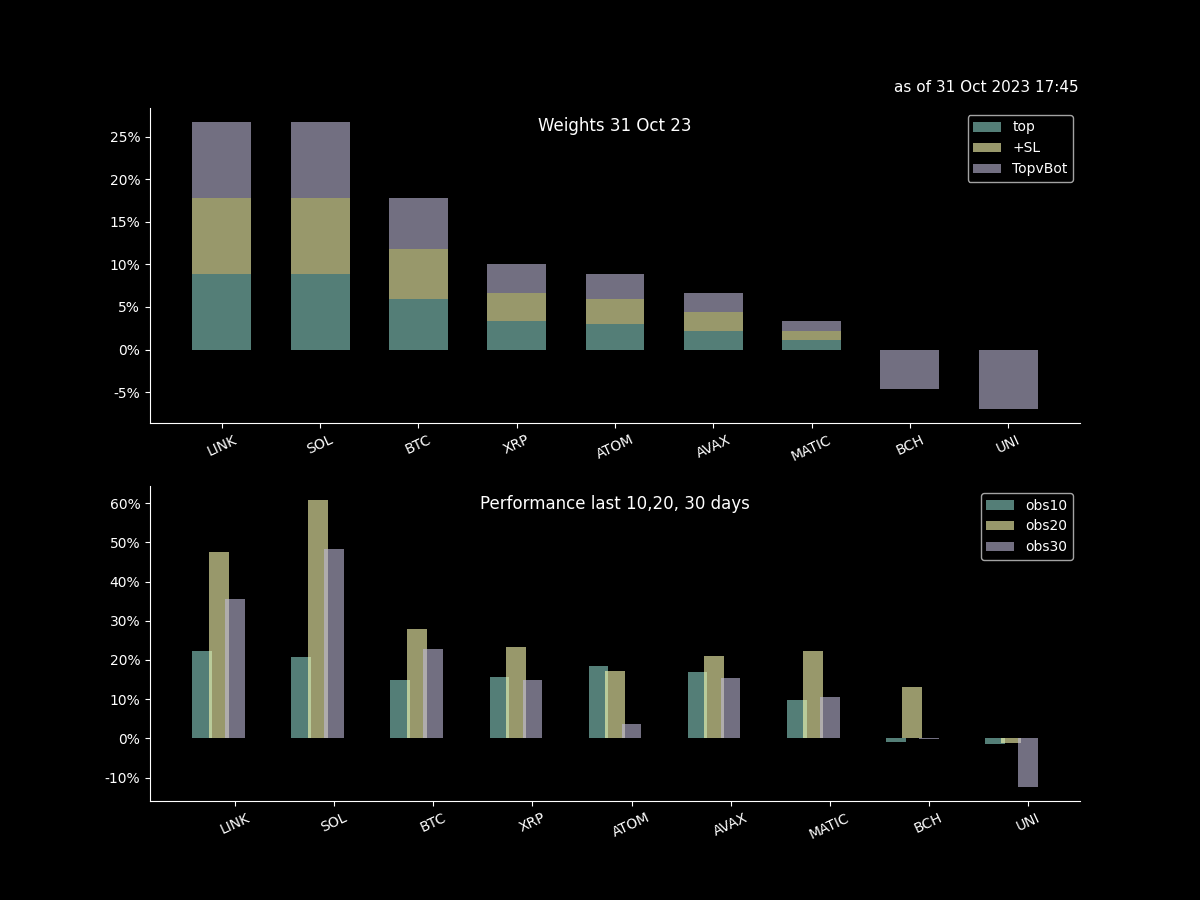 as of 31 Oct 2023 17:45
Weights 31 Oct 23
top
+SL
TopvBot
25%
20%
15%
10%
5%
0%
-5%
LINK SOL BTC XRP ATOM AVAX MATIC BCH UNI
Performance last 10,20, 30 days
obs10
obs20
obs30
60%
50%
40%
30%
20%
10%
0%
-10%
LINK SOL BTC XRP ATOM AVAX MATIC BCH UNI